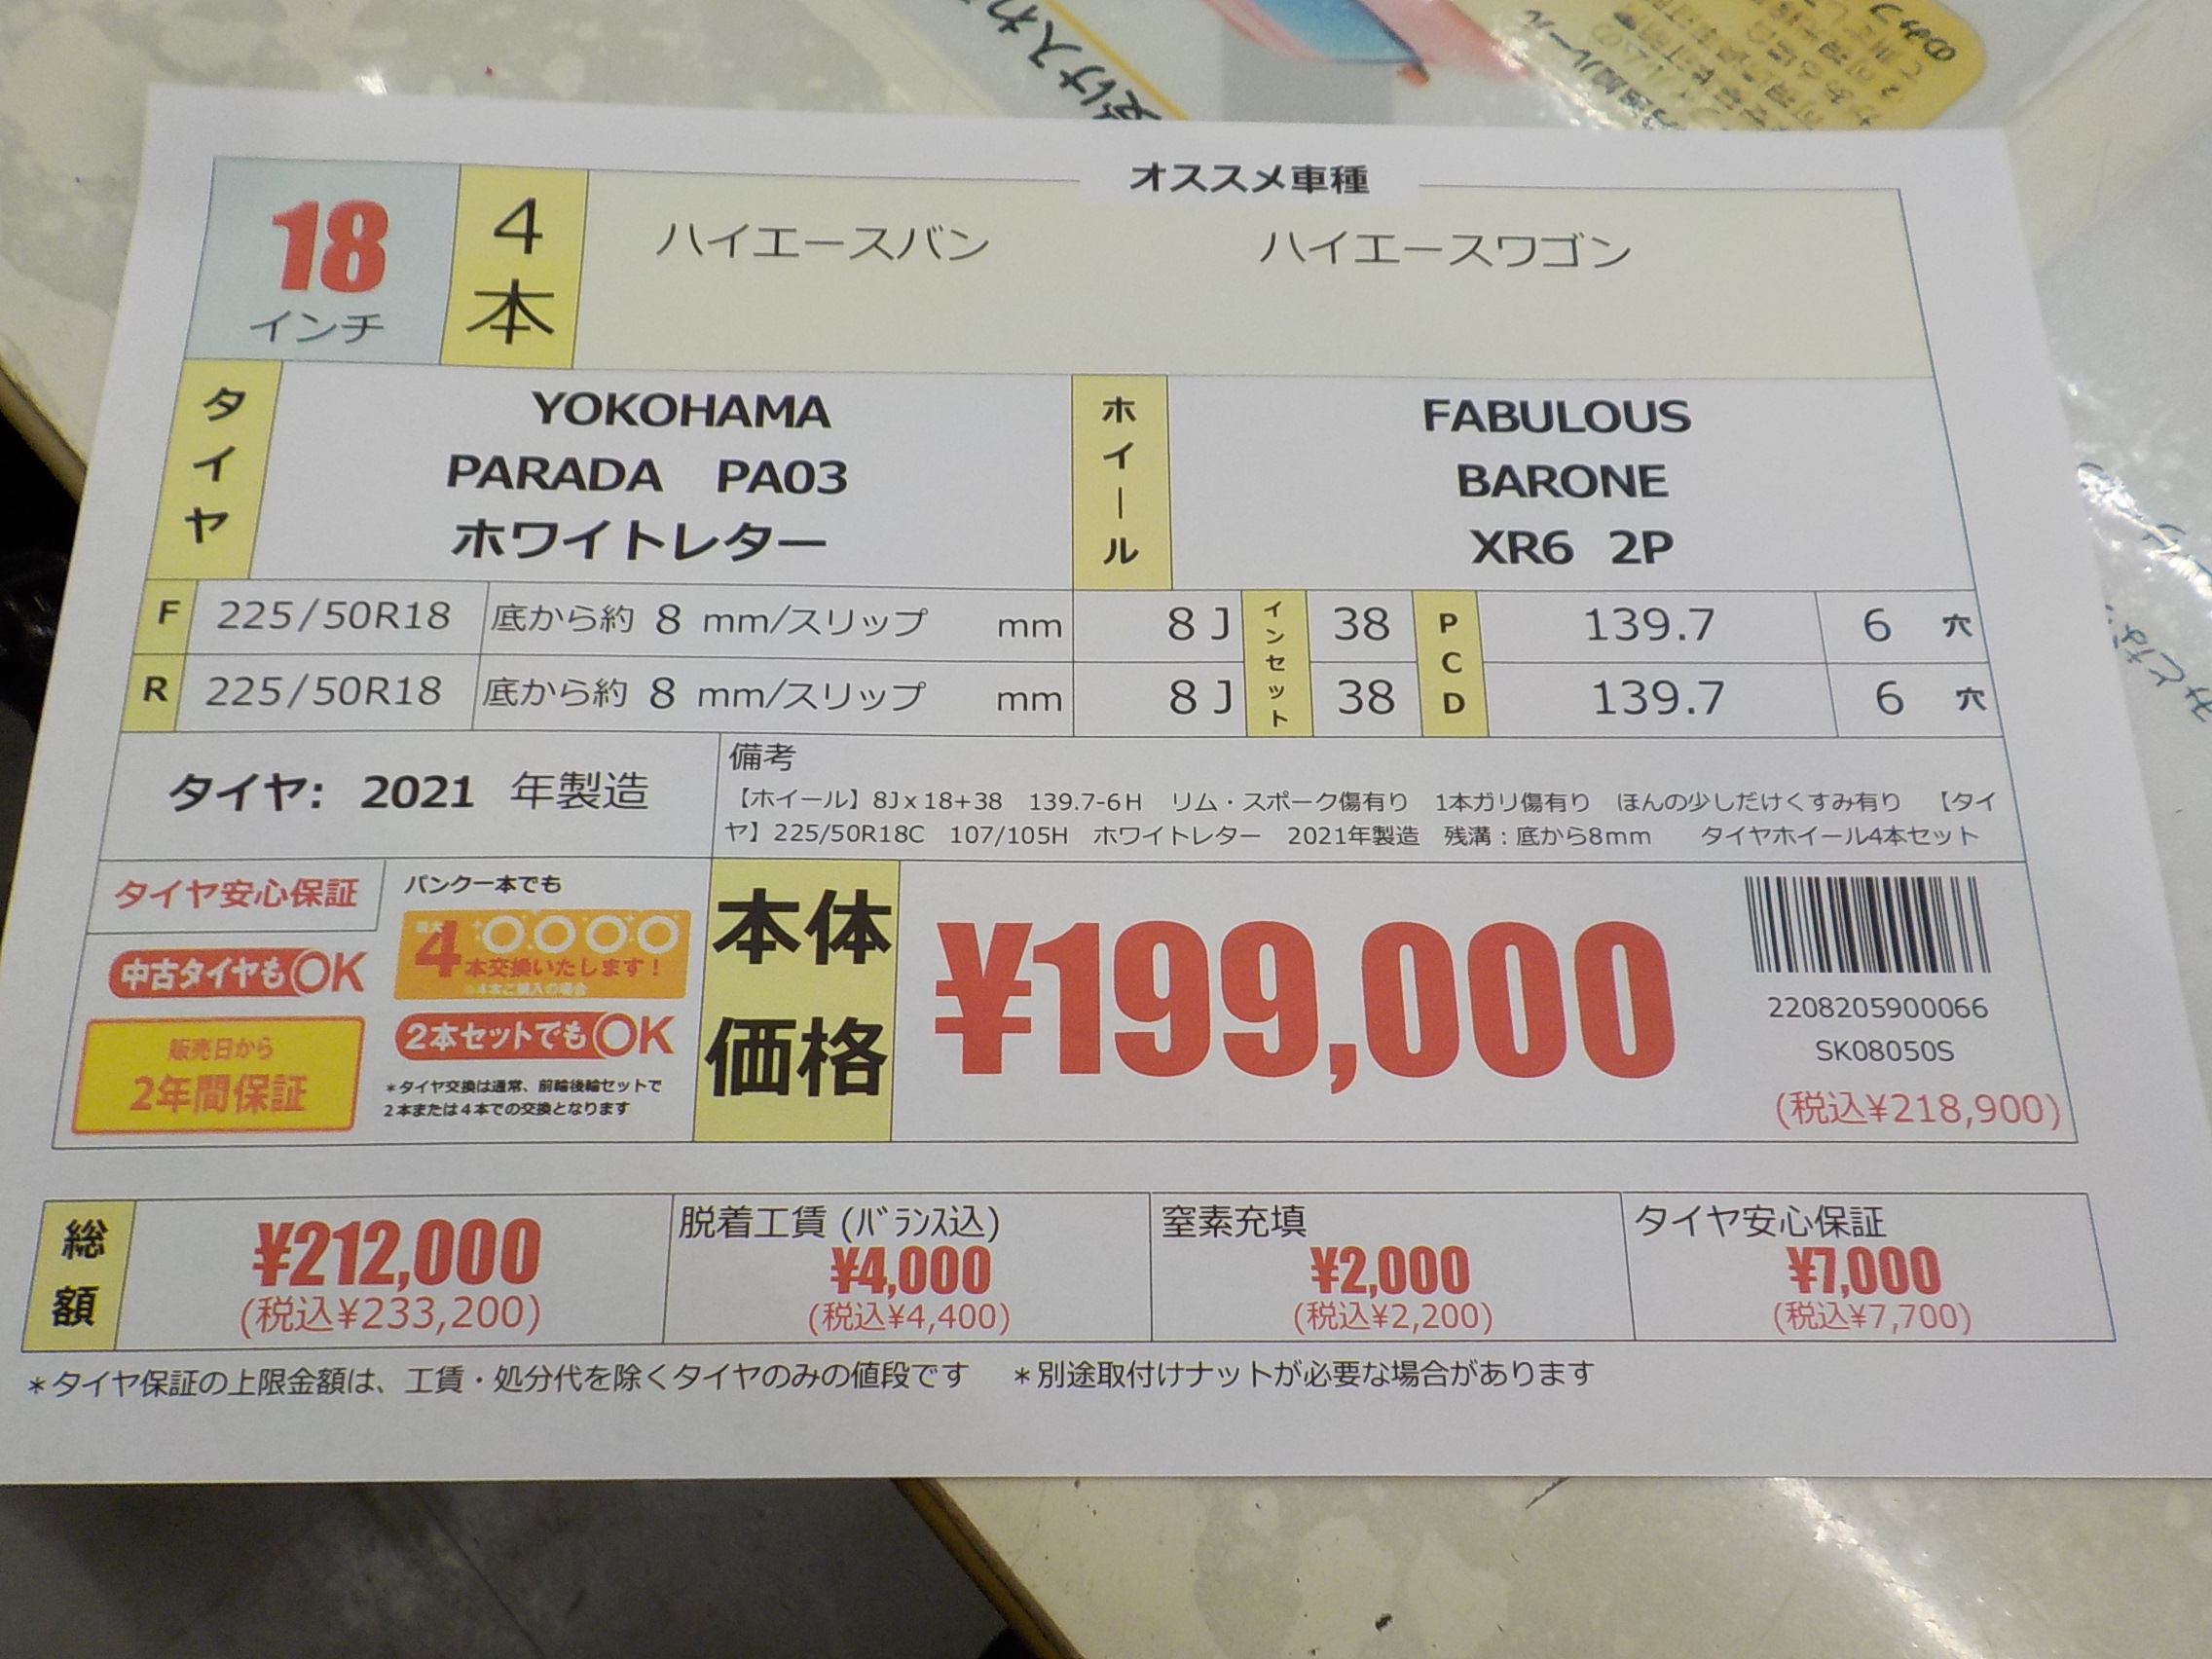 受け入れ
オススメ車種
18
インチ
4
本
ハイエースバン ハイエースワゴン
タイヤ
YOKOHAMA
PARADA PA03
ホワイトレター
ホイール
FABULOUS
BARONE
XR6 2P
F 225/50R18 底から約 8 mm/スリップ mm 8 J インセット 38 PCD 139.7 6 穴
R 225/50R18 底から約 8 mm/スリップ mm 8 J 38 139.7 6 穴
タイヤ: 2021 年製造
備考
【ホイール】8Jx18+38 139.7-6H リム・スポーク傷有り 1本ガリ傷有り ほんの少しだけくすみ有り 【タイ
ヤ】225/50R18C 107/105H ホワイトレター 2021年製造 残溝:底から8mm タイヤホイール4本セット
タイヤ安心保証
中古タイヤもOK
販売日から
2年間保証
パンク一本でも
最大
4本交換いたします!
※4本ご購入の場合
2本セットでもOK
*タイヤ交換は通常、前輪後輪セットで
2本または4本での交換となります
本体
価格
¥199,000
2208205900066
SK08050S
(税込¥218,900)
総額
¥212,000
(税込¥233,200)
脱着工賃 (ﾊﾞﾗﾝｽ込)
¥4,000
(税込¥4,400)
窒素充填
¥2,000
(税込¥2,200)
タイヤ安心保証
¥7,000
(税込¥7,700)
*タイヤ保証の上限金額は、工賃・処分代を除くタイヤのみの値段です *別途取付けナットが必要な場合があります